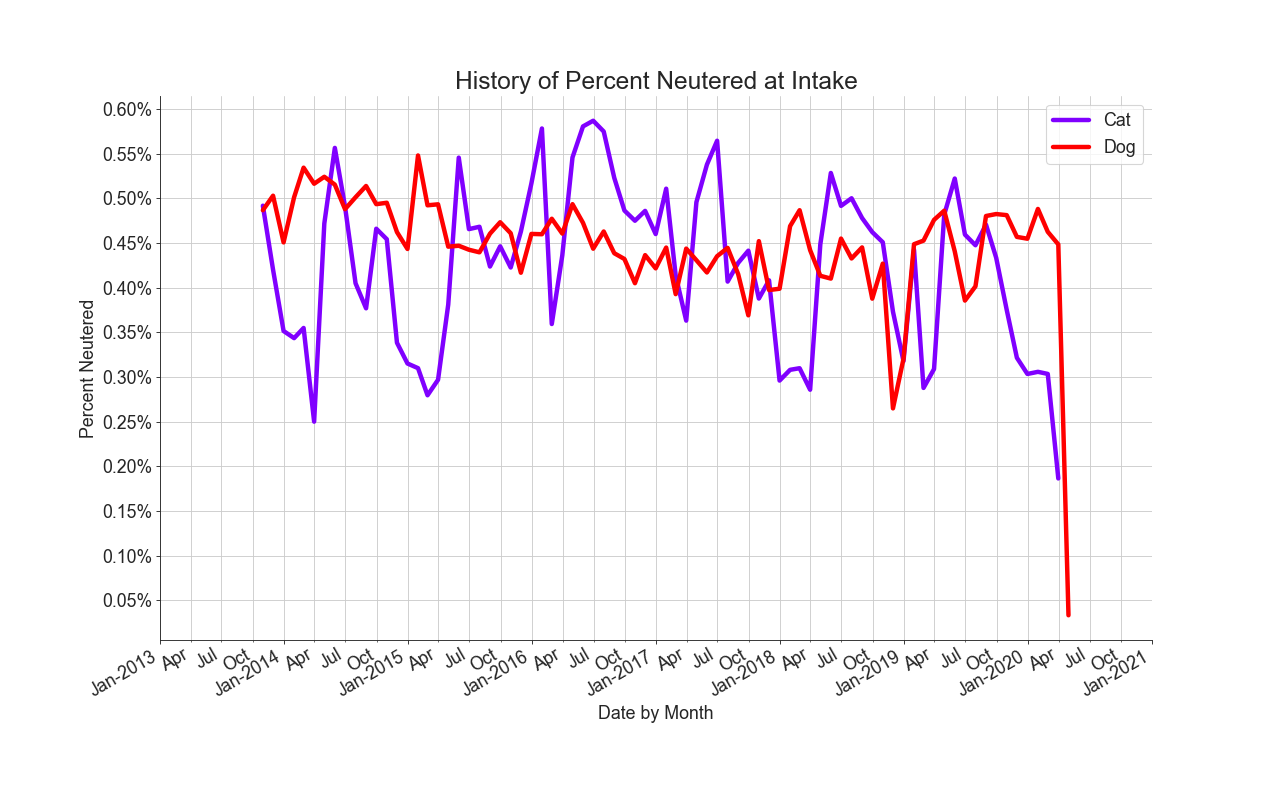 History of Percent Neutered at Intake
Cat
Dog
0.60%
0.55%
0.50%
0.45%
0.40%
0.35%
0.30%
0.25%
0.20%
0.15%
0.10%
0.05%
Percent Neutered
Jan-2013 Apr Jul Oct Jan-2014 Apr Jul Oct Jan-2015 Apr Jul Oct Jan-2016 Apr Jul Oct Jan-2017 Apr Jul Oct Jan-2018 Apr Jul Oct Jan-2019 Apr Jul Oct Jan-2020 Apr Jul Oct Jan-2021
Date by Month